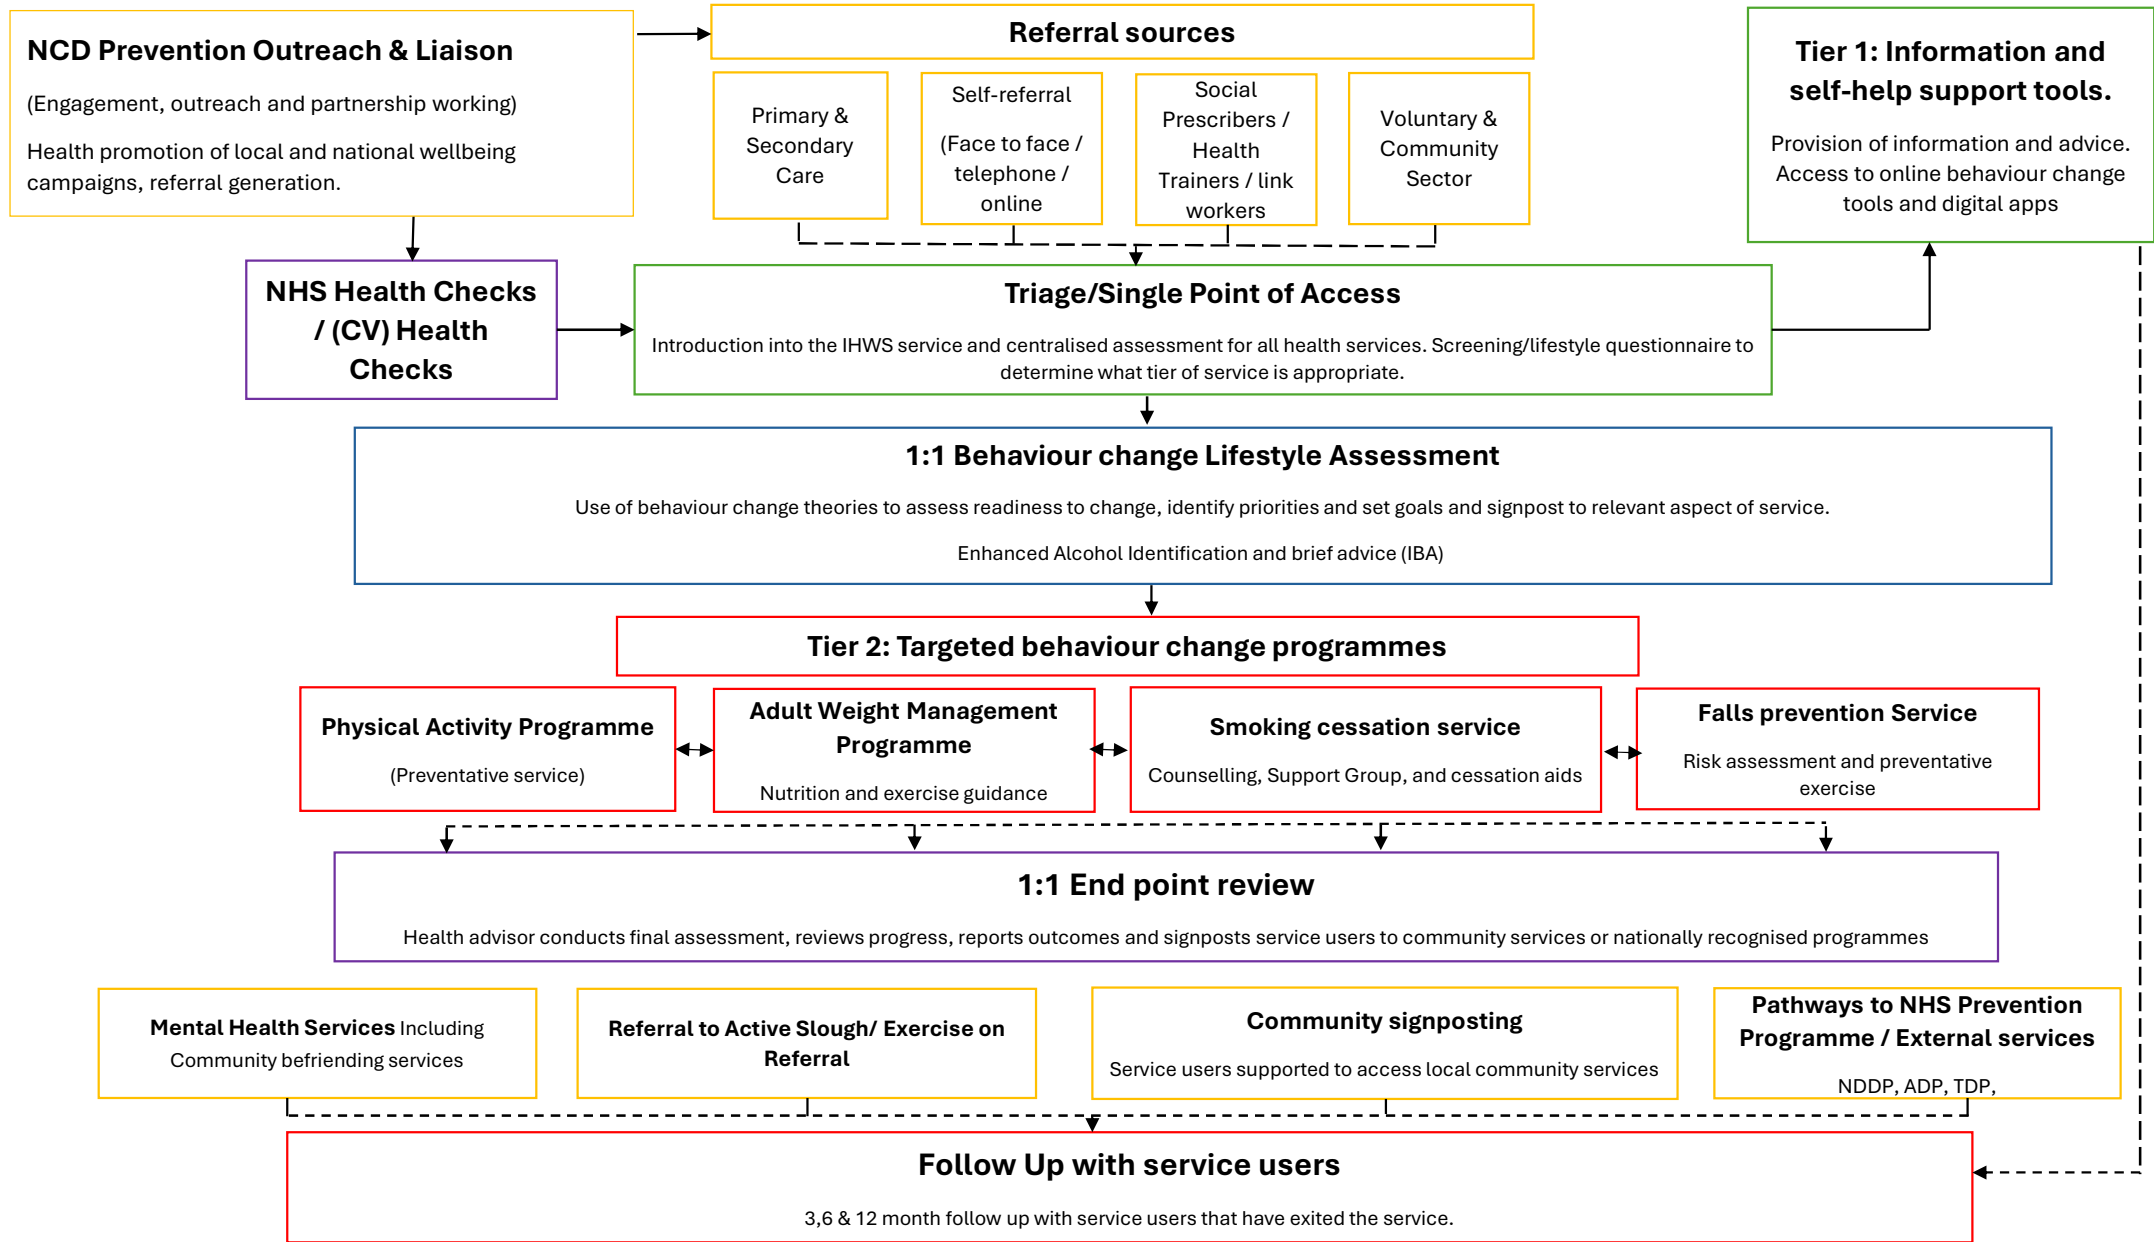 NCD Prevention Outreach & Liaison
(Engagement, outreach and partnership working)
Health promotion of local and national wellbeing
campaigns, referral generation.
Referral sources
Primary &
Secondary
Care
Self-referral
(Face to face /
telephone /
online
Social
Prescribers /
Health
Trainers / link
workers
Voluntary &
Community
Sector
Tier 1: Information and
self-help support tools.
Provision of information and advice.
Access to online behaviour change
tools and digital apps
NHS Health Checks
/ (CV) Health
Checks
Triage/Single Point of Access
Introduction into the IHWS service and centralised assessment for all health services. Screening/lifestyle questionnaire to
determine what tier of service is appropriate.
1:1 Behaviour change Lifestyle Assessment
Use of behaviour change theories to assess readiness to change, identify priorities and set goals and signpost to relevant aspect of service.
Enhanced Alcohol Identification and brief advice (IBA)
Tier 2: Targeted behaviour change programmes
Physical Activity Programme
(Preventative service)
Adult Weight Management
Programme
Nutrition and exercise guidance
Smoking cessation service
Counselling, Support Group, and cessation aids
Falls prevention Service
Risk assessment and preventative
exercise
1:1 End point review
Health advisor conducts final assessment, reviews progress, reports outcomes and signposts service users to community services or nationally recognised programmes
Mental Health Services Including
Community befriending services
Referral to Active Slough/ Exercise on
Referral
Community signposting
Service users supported to access local community services
Pathways to NHS Prevention
Programme / External services
NDDP, ADP, TDP,
Follow Up with service users
3,6 & 12 month follow up with service users that have exited the service.